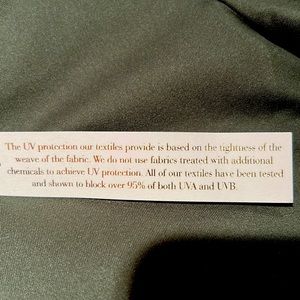 The UV protection our textiles provide is based on the tightness of the
weave of the fabric. We do not use fabrics treated with additional
chemicals to achieve UV protection. All of our textiles have been tested
and shown to block over 95% of both UVA and UVB.